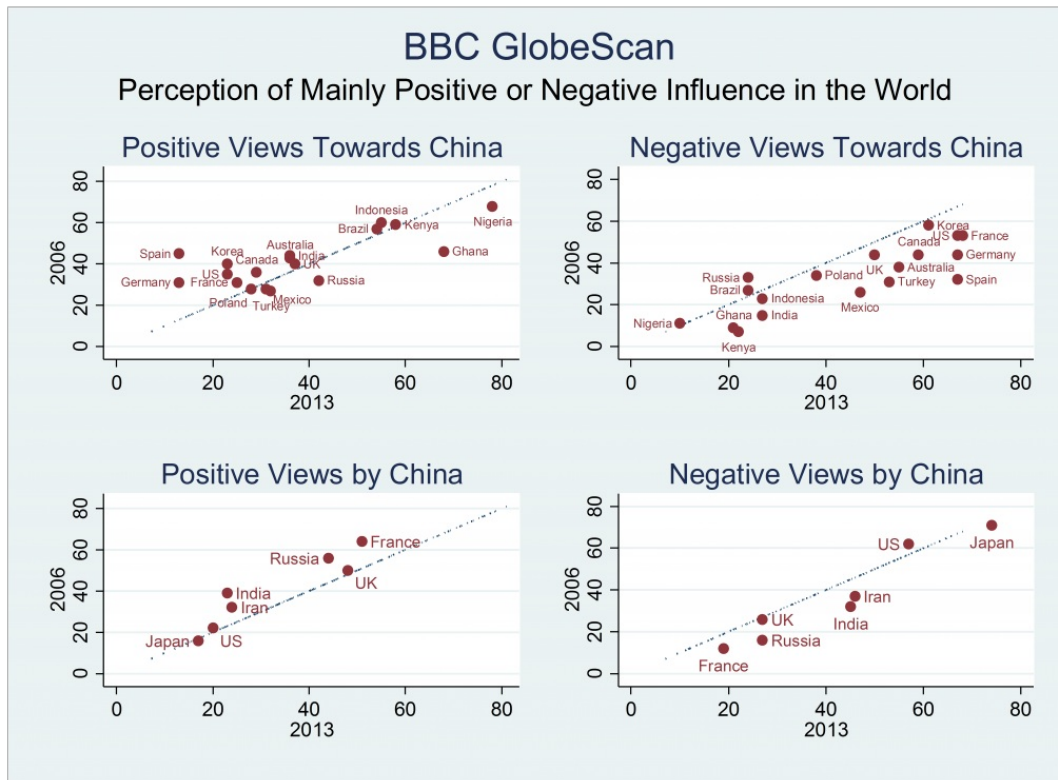 BBC GlobeScan
Perception of Mainly Positive or Negative Influence in the World
Positive Views Towards China
2006
80
60
40
20
0
Spain
Germany
Korea
US
France
Canada
Poland
Australia
India
UK
Turkey
Mexico
Russia
Indonesia
Brazil
Kenya
Ghana
Nigeria
0 20 40 60 80
2013
Negative Views Towards China
2006
80
60
40
20
0
Nigeria
Russia
Brazil
Ghana
Kenya
Indonesia
India
Poland
Mexico
UK
Canada
Australia
Turkey
Korea
US
France
Germany
Spain
0 20 40 60 80
2013
Positive Views by China
2006
80
60
40
20
0
France
Russia
UK
India
Iran
Japan
US
0 20 40 60 80
2013
Negative Views by China
2006
80
60
40
20
0
US
Japan
Iran
India
UK
Russia
France
0 20 40 60 80
2013